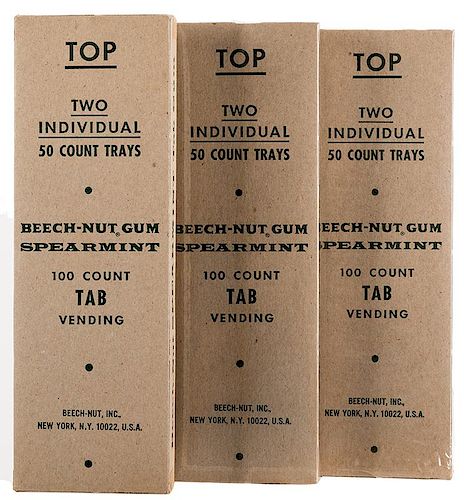 TOP
TWO
INDIVIDUAL
50 COUNT TRAYS
BEECH-NUT® GUM
SPEARMINT
100 COUNT
TAB
VENDING
BEECH-NUT, INC.,
NEW YORK, N.Y. 10022, U.S.A.
TOP
TWO
INDIVIDUAL
50 COUNT TRAYS
BEECH-NUT® GUM
SPEARMINT
100 COUNT
TAB
VENDING
BEECH-NUT, INC.,
NEW YORK, N.Y. 10022, U.S.A.
TOP
TWO
INDIVIDUAL
50 COUNT TRAYS
BEECH-NUT® GUM
SPEARMINT
100 COUNT
TAB
VENDING
BEECH-NUT, INC.,
NEW YORK, N.Y. 10022, U.S.A.